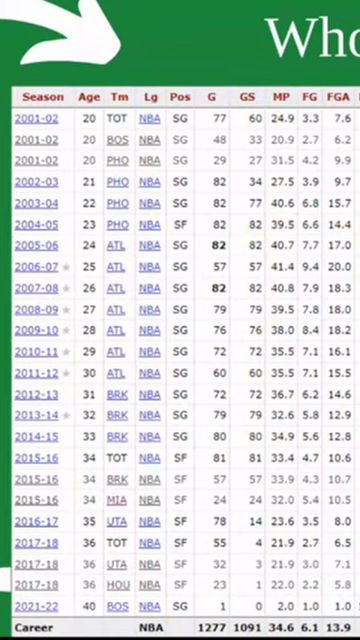 Who
Season Age Tm Lg Pos G GS MP FG FGA
2001-02 20 TOT NBA SG 77 60 24.9 3.3 7.6
2001-02 20 BOS NBA SG 48 33 20.9 2.7 6.2
2001-02 20 PHO NBA SG 29 27 31.5 4.2 9.9
2002-03 21 PHO NBA SG 82 34 27.5 3.9 9.7
2003-04 22 PHO NBA SG 82 77 40.6 6.8 15.7
2004-05 23 PHO NBA SF 82 82 39.5 6.6 14.4
2005-06 24 ATL NBA SG 82 82 40.7 7.7 17.0
2006-07 ★ 25 ATL NBA SG 57 57 41.4 9.4 20.0
2007-08 ★ 26 ATL NBA SG 82 82 40.8 7.9 18.3
2008-09 ★ 27 ATL NBA SG 79 79 39.5 7.8 18.0
2009-10 ★ 28 ATL NBA SG 76 76 38.0 8.4 18.2
2010-11 ★ 29 ATL NBA SG 72 72 35.5 7.1 16.1
2011-12 ★ 30 ATL NBA SG 60 60 35.5 7.1 15.5
2012-13 31 BRK NBA SG 72 72 36.7 6.2 14.6
2013-14 ★ 32 BRK NBA SG 79 79 32.6 5.8 12.9
2014-15 33 BRK NBA SG 80 80 34.9 5.6 12.8
2015-16 34 TOT NBA SF 81 81 33.4 4.7 10.6
2015-16 34 BRK NBA SF 57 57 33.9 4.3 10.7
2015-16 34 MIA NBA SF 24 24 32.0 5.4 10.5
2016-17 35 UTA NBA SF 78 14 23.6 3.5 8.0
2017-18 36 TOT NBA SF 55 4 21.9 2.7 6.5
2017-18 36 UTA NBA SF 32 3 21.9 3.0 7.1
2017-18 36 HOU NBA SF 23 1 22.0 2.2 5.8
2021-22 40 BOS NBA SG 1 0 2.0 1.0 1.0
Career NBA 1277 1091 34.6 6.1 13.9